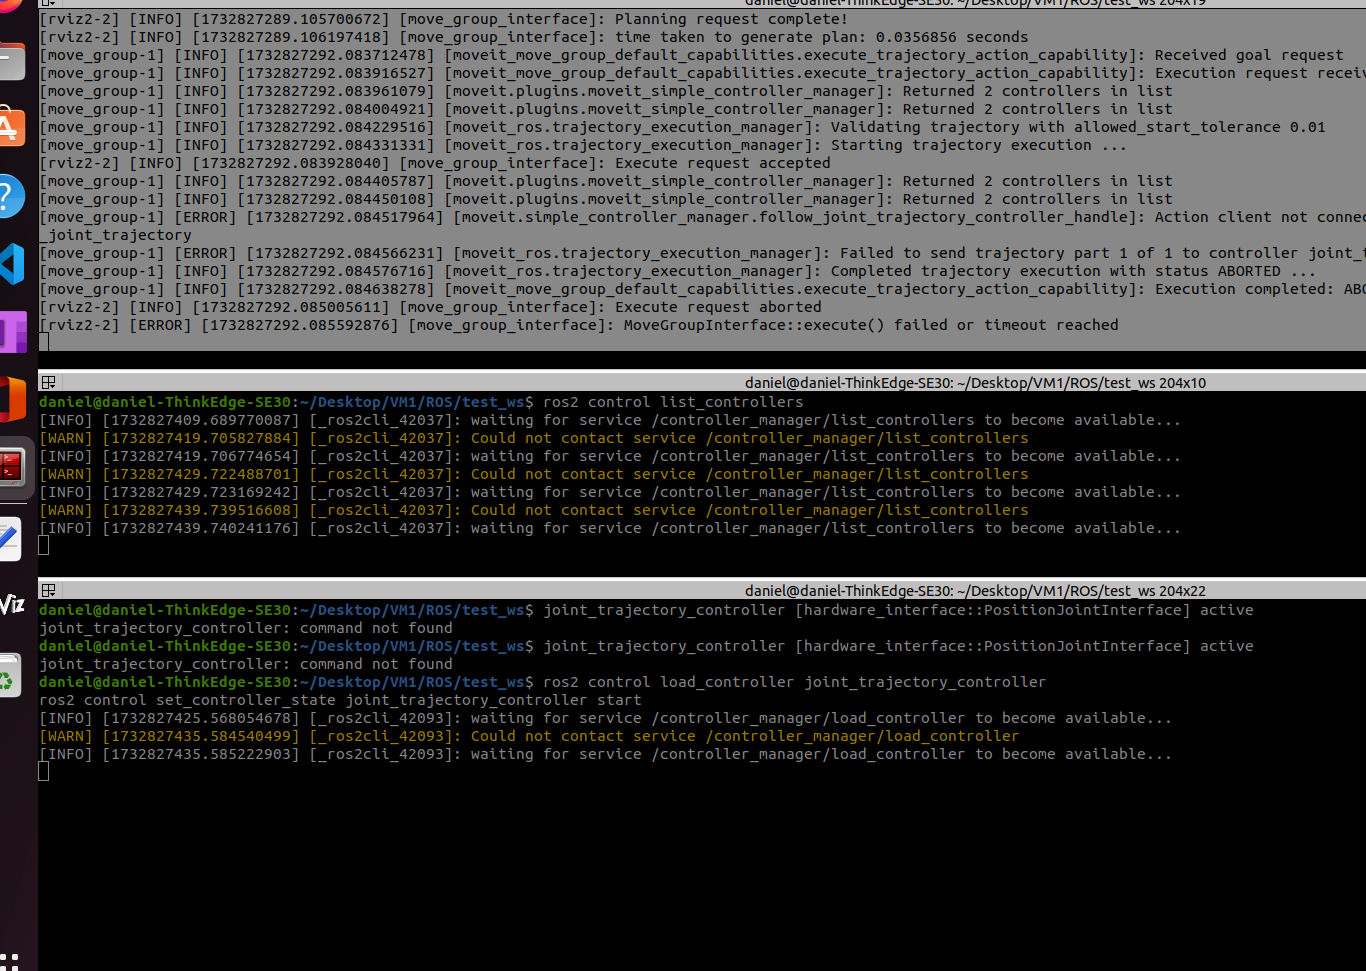 daniel@daniel-ThinkEdge-SE30: ~/Desktop/VM1/ROS/test_ws 204x19
[rviz2-2] [INFO] [1732827289.105700672] [move_group_interface]: Planning request complete!
[rviz2-2] [INFO] [1732827289.106197418] [move_group_interface]: time taken to generate plan: 0.0356856 seconds
[move_group-1] [INFO] [1732827292.083712478] [moveit_move_group_default_capabilities.execute_trajectory_action_capability]: Received goal request
[move_group-1] [INFO] [1732827292.083916527] [moveit_move_group_default_capabilities.execute_trajectory_action_capability]: Execution request receiv
[move_group-1] [INFO] [1732827292.083961079] [moveit.plugins.moveit_simple_controller_manager]: Returned 2 controllers in list
[move_group-1] [INFO] [1732827292.084004921] [moveit.plugins.moveit_simple_controller_manager]: Returned 2 controllers in list
[move_group-1] [INFO] [1732827292.084229516] [moveit_ros.trajectory_execution_manager]: Validating trajectory with allowed_start_tolerance 0.01
[move_group-1] [INFO] [1732827292.084331331] [moveit_ros.trajectory_execution_manager]: Starting trajectory execution ...
[rviz2-2] [INFO] [1732827292.083928040] [move_group_interface]: Execute request accepted
[move_group-1] [INFO] [1732827292.084405787] [moveit.plugins.moveit_simple_controller_manager]: Returned 2 controllers in list
[move_group-1] [INFO] [1732827292.084450108] [moveit.plugins.moveit_simple_controller_manager]: Returned 2 controllers in list
[move_group-1] [ERROR] [1732827292.084517964] [moveit.simple_controller_manager.follow_joint_trajectory_controller_handle]: Action client not connec
_joint_trajectory
[move_group-1] [ERROR] [1732827292.084566231] [moveit_ros.trajectory_execution_manager]: Failed to send trajectory part 1 of 1 to controller joint_t
[move_group-1] [INFO] [1732827292.084576716] [moveit_ros.trajectory_execution_manager]: Completed trajectory execution with status ABORTED ...
[move_group-1] [INFO] [1732827292.084638278] [moveit_move_group_default_capabilities.execute_trajectory_action_capability]: Execution completed: ABO
[rviz2-2] [INFO] [1732827292.085005611] [move_group_interface]: Execute request aborted
[rviz2-2] [ERROR] [1732827292.085592876] [move_group_interface]: MoveGroupInterface::execute() failed or timeout reached
daniel@daniel-ThinkEdge-SE30: ~/Desktop/VM1/ROS/test_ws 204x10
daniel@daniel-ThinkEdge-SE30:~/Desktop/VM1/ROS/test_ws$ ros2 control list_controllers
[INFO] [1732827409.689770087] [_ros2cli_42037]: waiting for service /controller_manager/list_controllers to become available...
[WARN] [1732827419.705827884] [_ros2cli_42037]: Could not contact service /controller_manager/list_controllers
[INFO] [1732827419.706774654] [_ros2cli_42037]: waiting for service /controller_manager/list_controllers to become available...
[WARN] [1732827429.722488701] [_ros2cli_42037]: Could not contact service /controller_manager/list_controllers
[INFO] [1732827429.723169242] [_ros2cli_42037]: waiting for service /controller_manager/list_controllers to become available...
[WARN] [1732827439.739516608] [_ros2cli_42037]: Could not contact service /controller_manager/list_controllers
[INFO] [1732827439.740241176] [_ros2cli_42037]: waiting for service /controller_manager/list_controllers to become available...
daniel@daniel-ThinkEdge-SE30: ~/Desktop/VM1/ROS/test_ws 204x22
daniel@daniel-ThinkEdge-SE30:~/Desktop/VM1/ROS/test_ws$ joint_trajectory_controller [hardware_interface::PositionJointInterface] active
joint_trajectory_controller: command not found
daniel@daniel-ThinkEdge-SE30:~/Desktop/VM1/ROS/test_ws$ joint_trajectory_controller [hardware_interface::PositionJointInterface] active
joint_trajectory_controller: command not found
daniel@daniel-ThinkEdge-SE30:~/Desktop/VM1/ROS/test_ws$ ros2 control load_controller joint_trajectory_controller
ros2 control set_controller_state joint_trajectory_controller start
[INFO] [1732827425.568054678] [_ros2cli_42093]: waiting for service /controller_manager/load_controller to become available...
[WARN] [1732827435.584540499] [_ros2cli_42093]: Could not contact service /controller_manager/load_controller
[INFO] [1732827435.585222903] [_ros2cli_42093]: waiting for service /controller_manager/load_controller to become available...